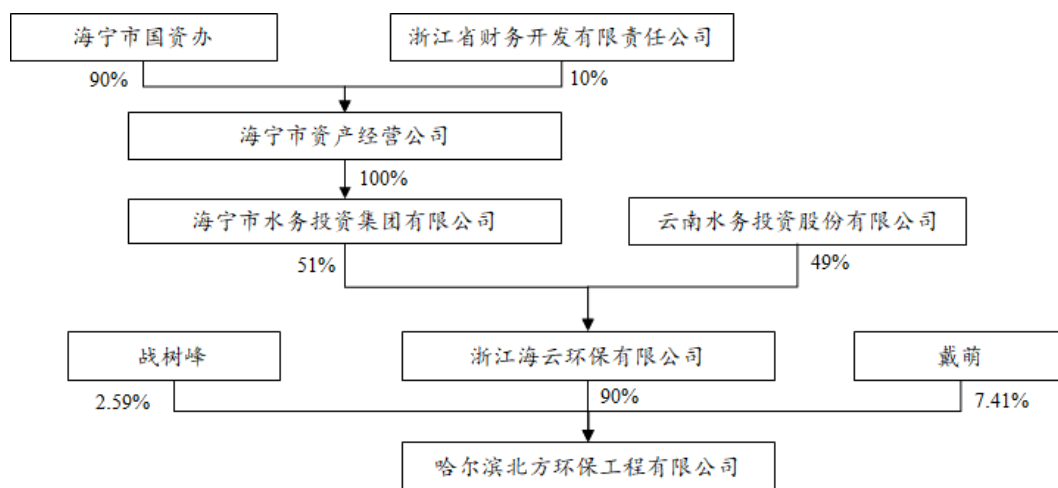 海宁市国资办
浙江省财务开发有限责任公司
90%
10%
海宁市资产经营公司
100%
海宁市水务投资集团有限公司
云南水务投资股份有限公司
51%
49%
战树峰
浙江海云环保有限公司
戴萌
2.59%
90%
7.41%
哈尔滨北方环保工程有限公司